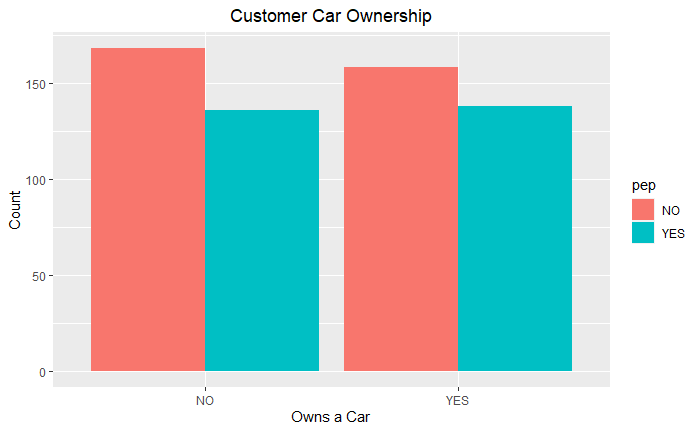 Customer Car Ownership
150
100
50
0
Count
NO
YES
Owns a Car
pep
NO
YES